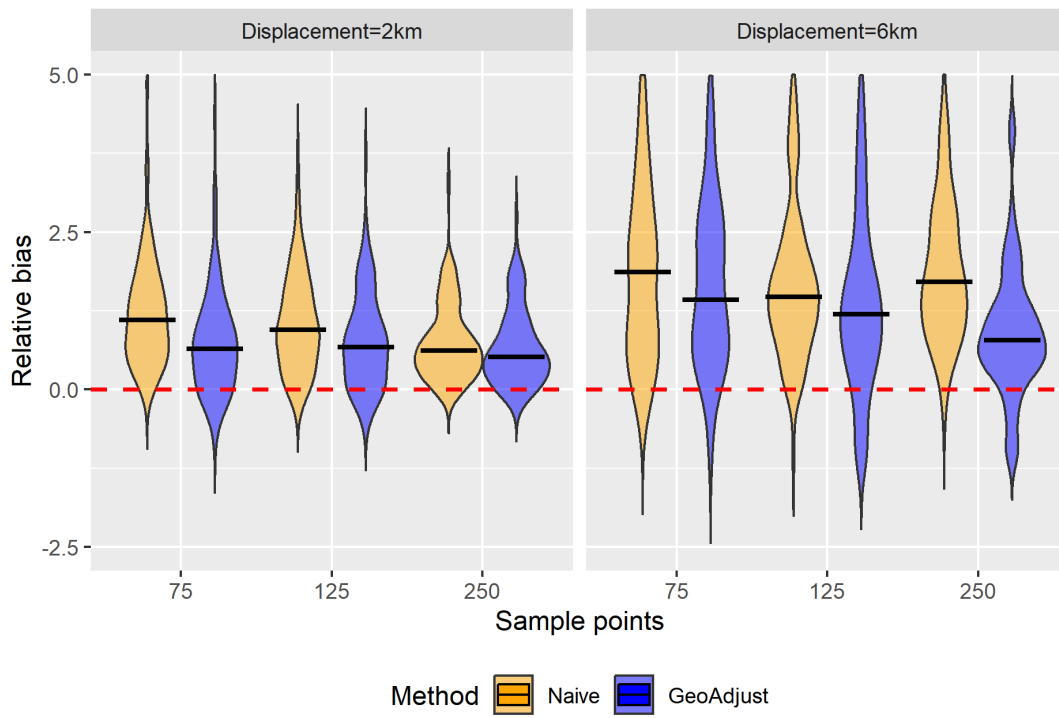 Displacement=2km
Displacement=6km
Relative bias
5.0
2.5
0.0
-2.5
75
125
250
75
125
250
Sample points
Method
Naive
GeoAdjust